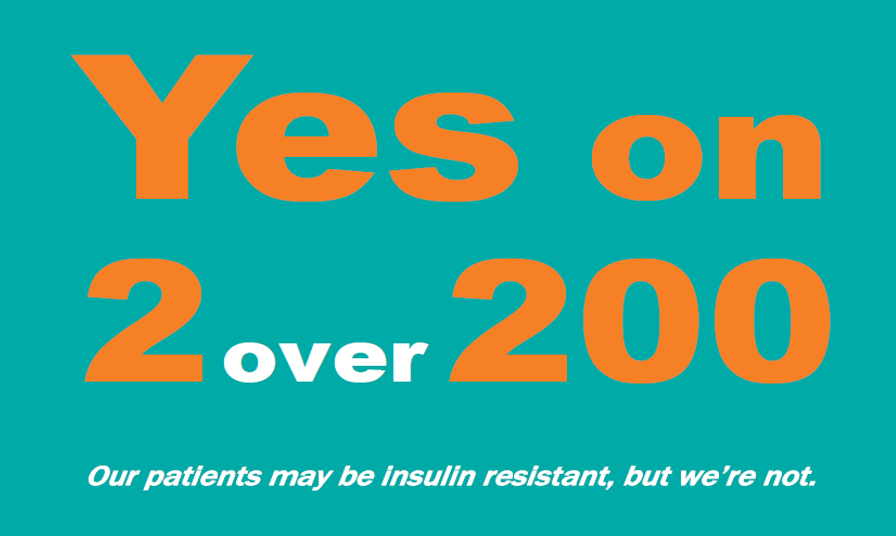 Yes on
2 over 200
Our patients may be insulin resistant, but we're not.